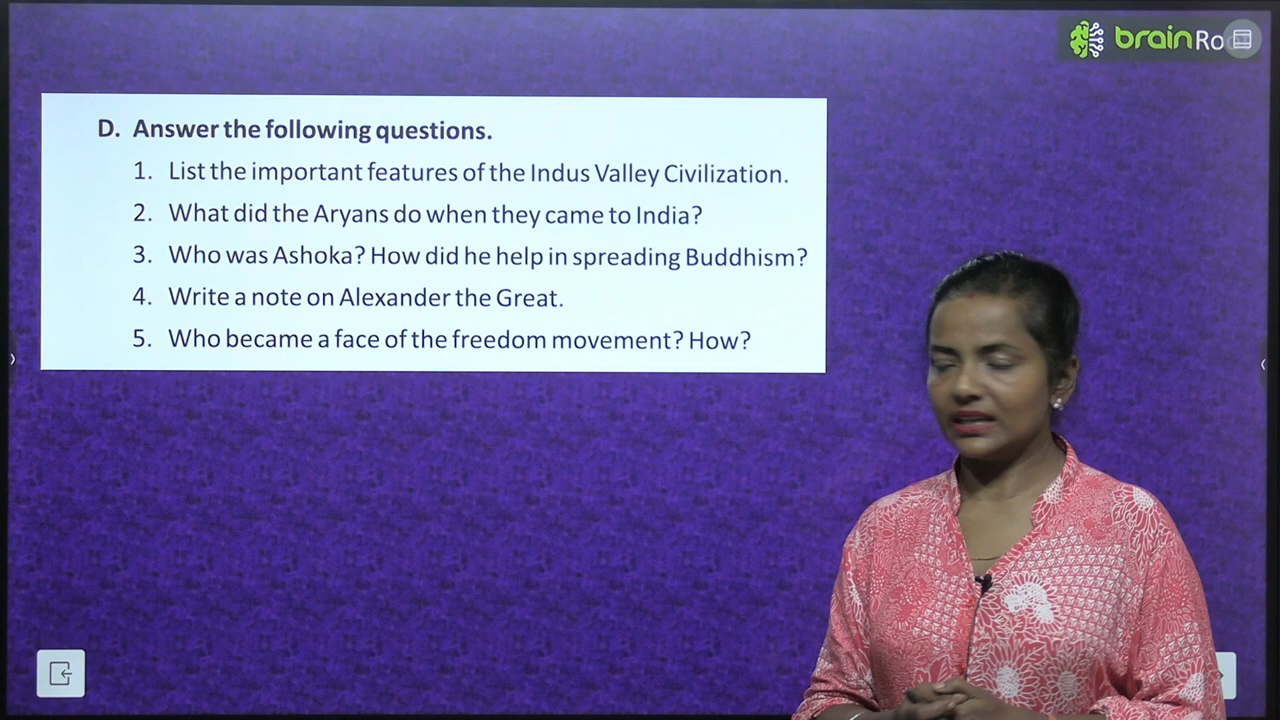 brainRo
D. Answer the following questions.
1. List the important features of the Indus Valley Civilization.
2. What did the Aryans do when they came to India?
3. Who was Ashoka? How did he help in spreading Buddhism?
4. Write a note on Alexander the Great.
5. Who became a face of the freedom movement? How?